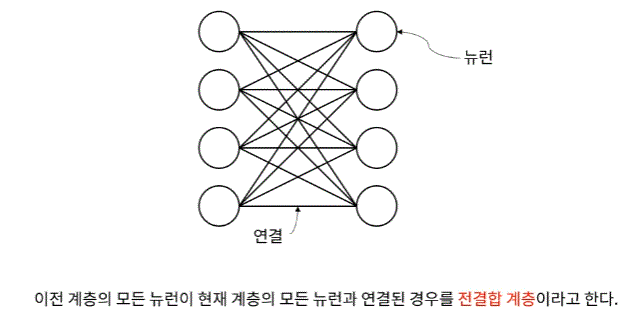 뉴런
연결
이전 계층의 모든 뉴런이 현재 계층의 모든 뉴런과 연결된 경우를 전결합 계층이라고 한다.